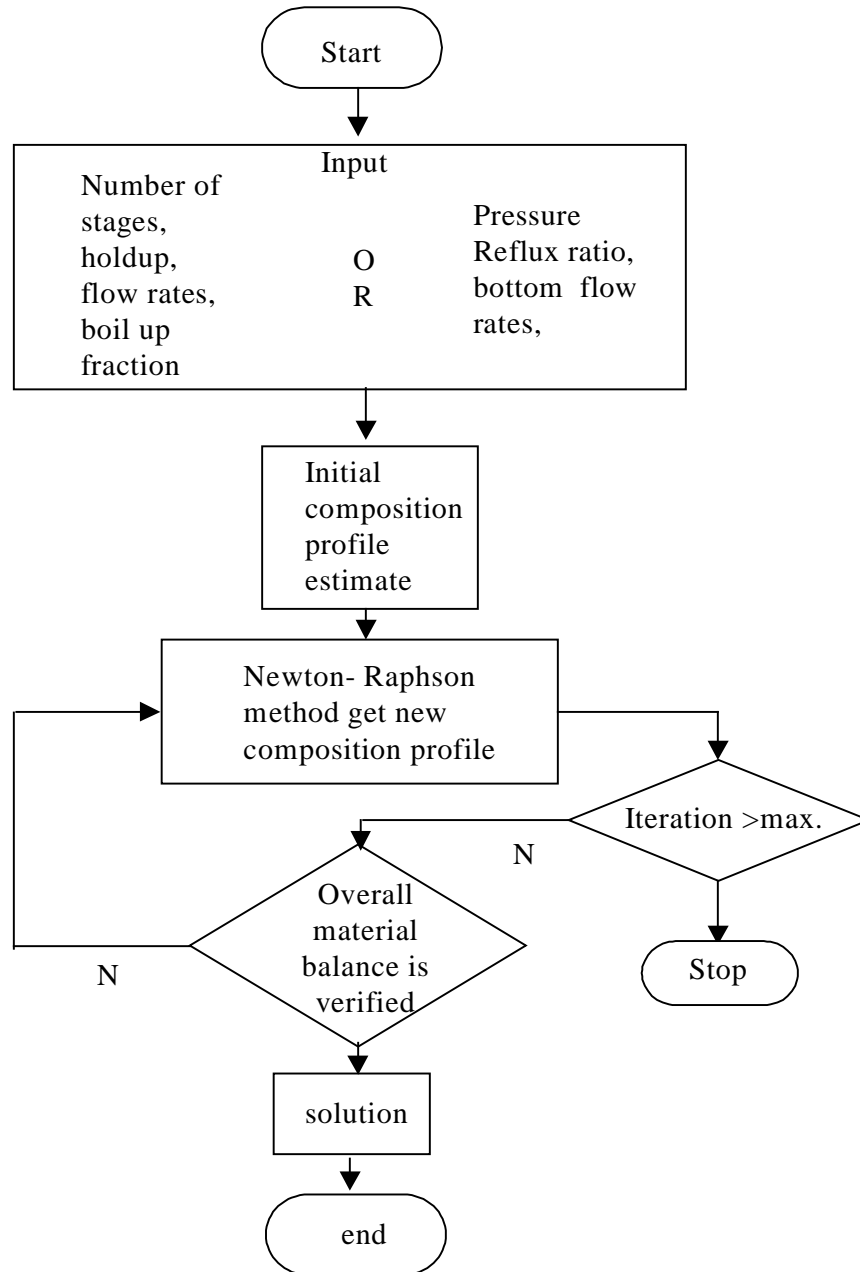 Start
Input
Number of
stages,
holdup,
flow rates,
boil up
fraction
O
R
Pressure
Reflux ratio,
bottom flow
rates,
Initial
composition
profile
estimate
Newton- Raphson
method get new
composition profile
Iteration >max.
N
Overall
material
balance is
verified
N
Stop
solution
end